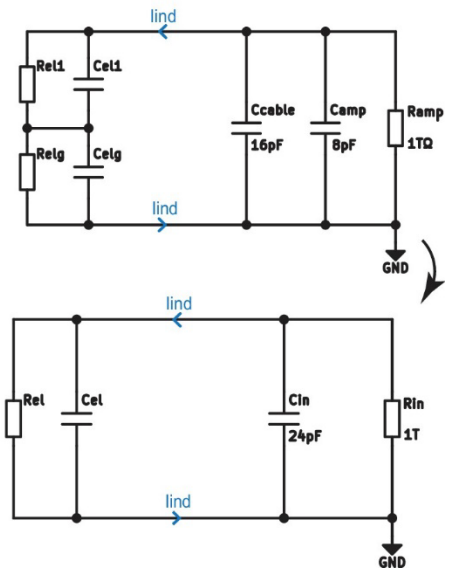 Iind
Rel1
Cel1
Ccable
Camp
Ramp
16pF
8pF
1TΩ
Relg
Celg
Iind
GND
Iind
Rel
Cel
Cin
Rin
24pF
1T
Iind
GND